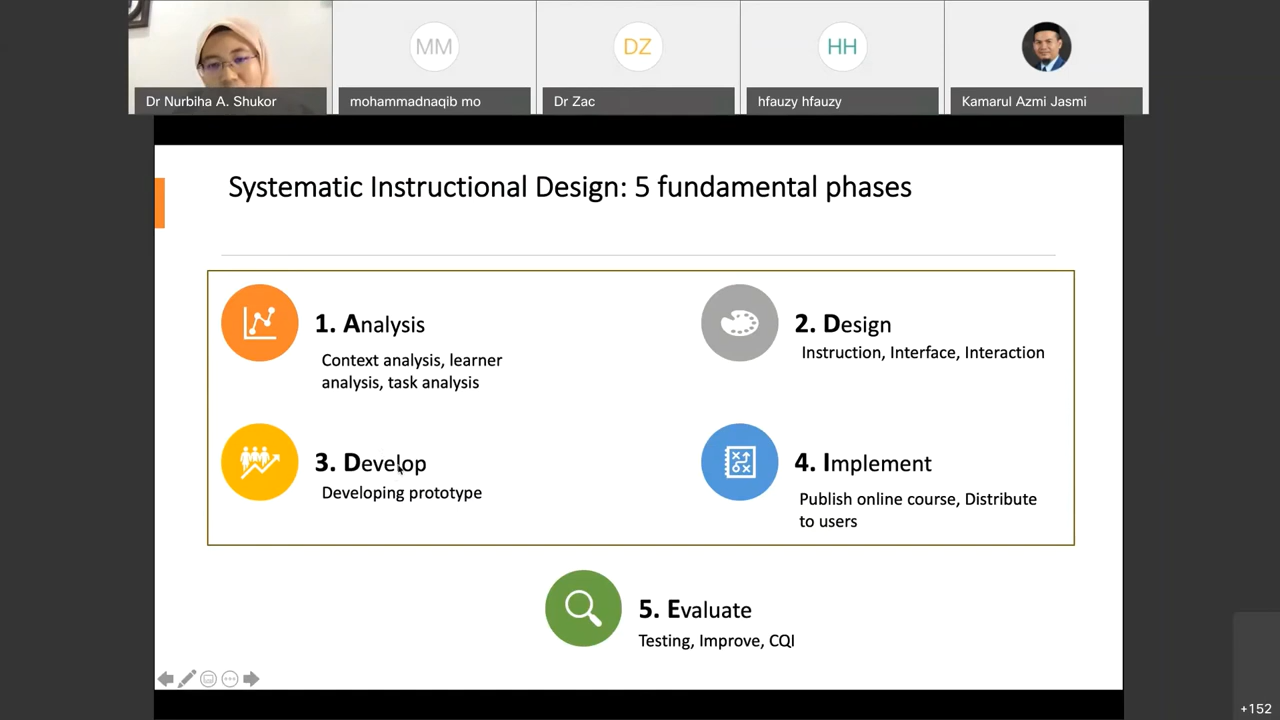 MM
DZ
HH
Dr Nurbiha A. Shukor
mohammadnaqib mo
Dr Zac
hfauzy hfauzy
Kamarul Azmi Jasmi
Systematic Instructional Design: 5 fundamental phases
1. Analysis
Context analysis, learner
analysis, task analysis
2. Design
Instruction, Interface, Interaction
3. Develop
Developing prototype
4. Implement
Publish online course, Distribute
to users
5. Evaluate
Testing, Improve, CQI
+152